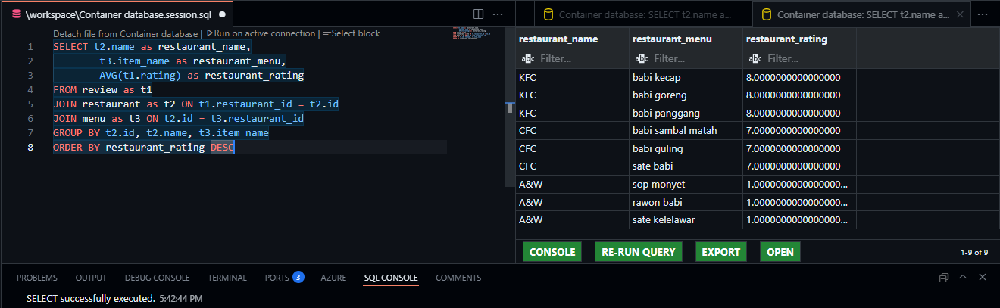 \workspace\Container database.session.sql
Detach file from Container database | ▷Run on active connection | ≡Select block
1 SELECT t2.name as restaurant_name,
2 t3.item_name as restaurant_menu,
3 AVG(t1.rating) as restaurant_rating
4 FROM review as t1
5 JOIN restaurant as t2 ON t1.restaurant_id = t2.id
6 JOIN menu as t3 ON t2.id = t3.restaurant_id
7 GROUP BY t2.id, t2.name, t3.item_name
8 ORDER BY restaurant_rating DESC
Container database: SELECT t2.name a...
Container database: SELECT t2.name a...
restaurant_name restaurant_menu restaurant_rating
abc Filter... abc Filter... abc Filter...
KFC babi kecap 8.0000000000000000
KFC babi goreng 8.0000000000000000
KFC babi panggang 8.0000000000000000
CFC babi sambal matah 7.0000000000000000
CFC babi guling 7.0000000000000000
CFC sate babi 7.0000000000000000
A&W sop monyet 1.0000000000000000...
A&W rawon babi 1.0000000000000000...
A&W sate kelelawar 1.0000000000000000...
CONSOLE RE-RUN QUERY EXPORT OPEN 1-9 of 9
PROBLEMS OUTPUT DEBUG CONSOLE TERMINAL PORTS 3 AZURE SQL CONSOLE COMMENTS
SELECT successfully executed. 5:42:44 PM